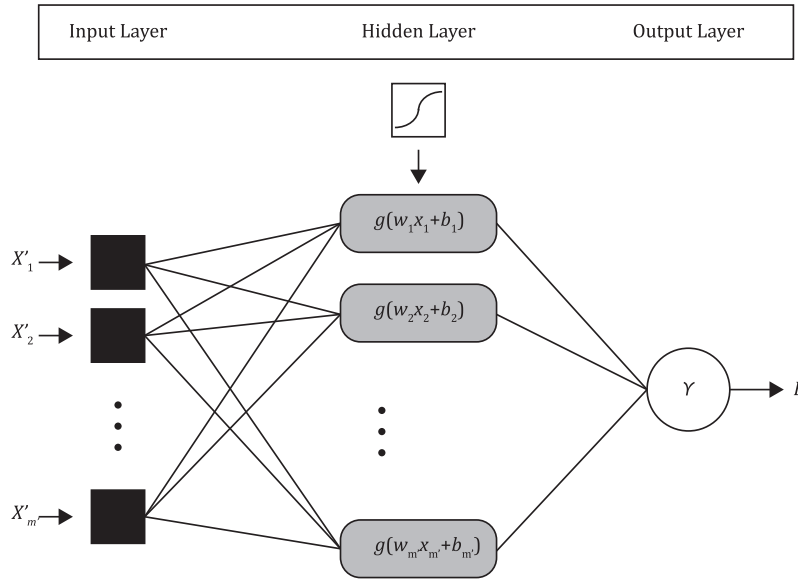 Input Layer Hidden Layer Output Layer
g(w₁x₁+b₁)
X′₁
g(w₂x₂+b₂)
X′₂
ϒ
X′ₘ′
g(wₘ′xₘ′+bₘ′)